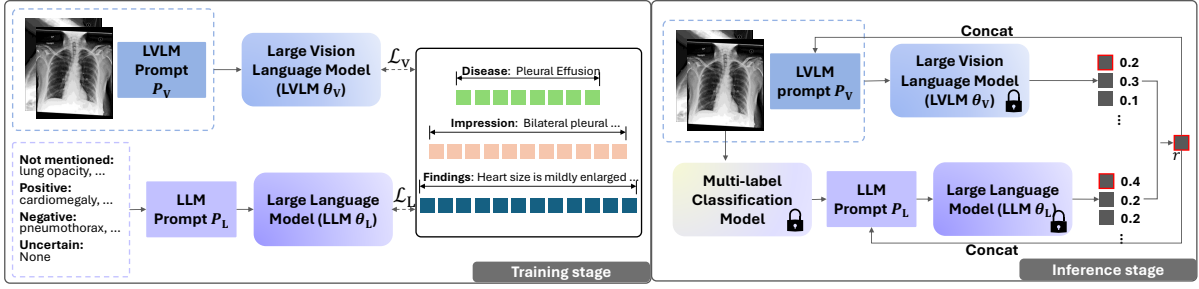 LVLM
Prompt
P_V
Large Vision
Language Model
(LVLM θ_V)
ℒ_V
Disease: Pleural Effusion
Impression: Bilateral pleural ...
Findings: Heart size is mildly enlarged ...
Not mentioned:
lung opacity, ...
Positive:
cardiomegaly, ...
Negative:
pneumothorax, ...
Uncertain:
None
LLM
Prompt P_L
Large Language
Model (LLM θ_L)
ℒ_L
Training stage
Concat
LVLM
prompt P_V
Large Vision
Language Model
(LVLM θ_V)
0.2
0.3
0.1
...
r
Multi-label
Classification
Model
LLM
Prompt P_L
Large Language
Model (LLM θ_L)
0.4
0.2
0.2
...
Concat
Inference stage